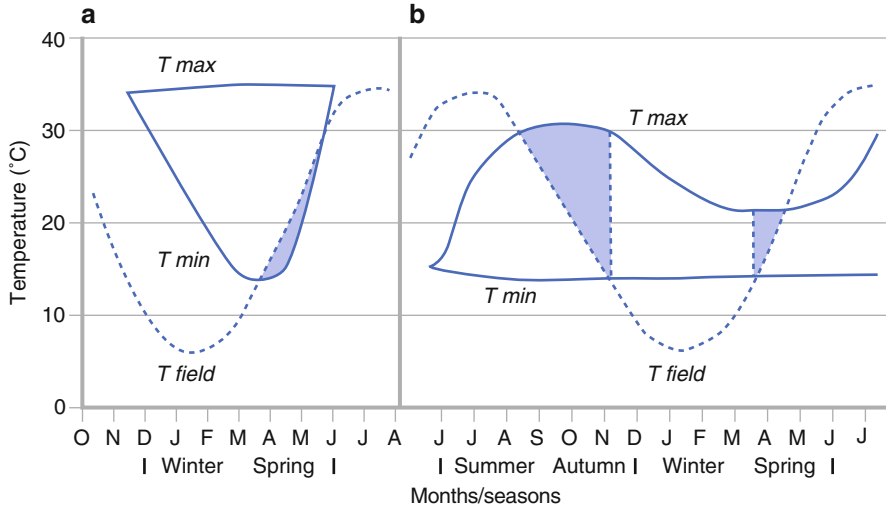 a b
40
30
20
10
0
Temperature (˚C)
T max
T min
T field
T max
T min
T field
O N D J F M A M J J A J J A S O N D J F M A M J J
I Winter Spring I I Summer Autumn I Winter Spring I
Months/seasons